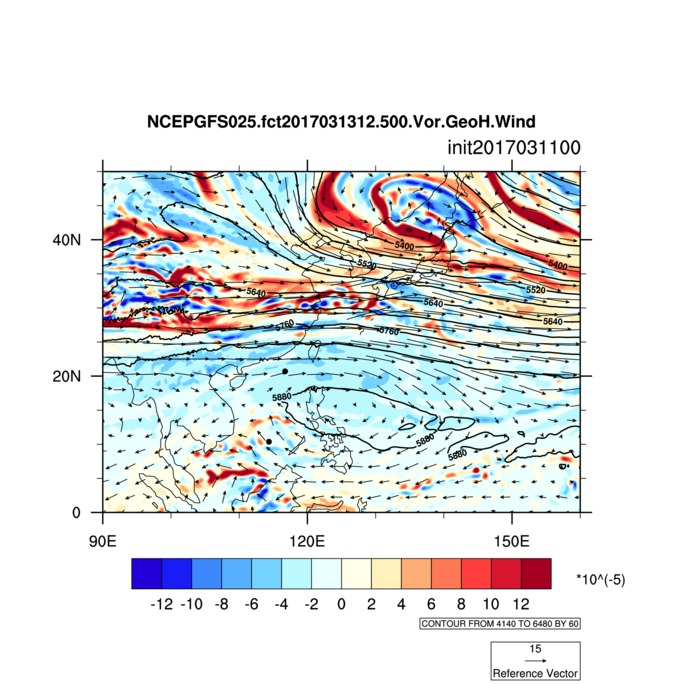 NCEPGFS025.fct2017031312.500.Vor.GeoH.Wind
init2017031100
40N
20N
0
5400
5520
5400
5520
5640
5640
5640
5760
5760
5880
5880
5880
90E 120E 150E
-12 -10 -8 -6 -4 -2 0 2 4 6 8 10 12
*10^(-5)
CONTOUR FROM 4140 TO 6480 BY 60
15
Reference Vector